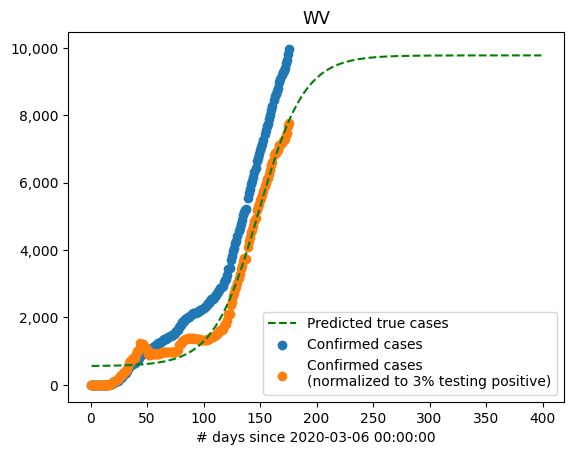 WV
10,000
8,000
6,000
4,000
2,000
0
0 50 100 150 200 250 300 350 400
# days since 2020-03-06 00:00:00
Predicted true cases
Confirmed cases
Confirmed cases
(normalized to 3% testing positive)